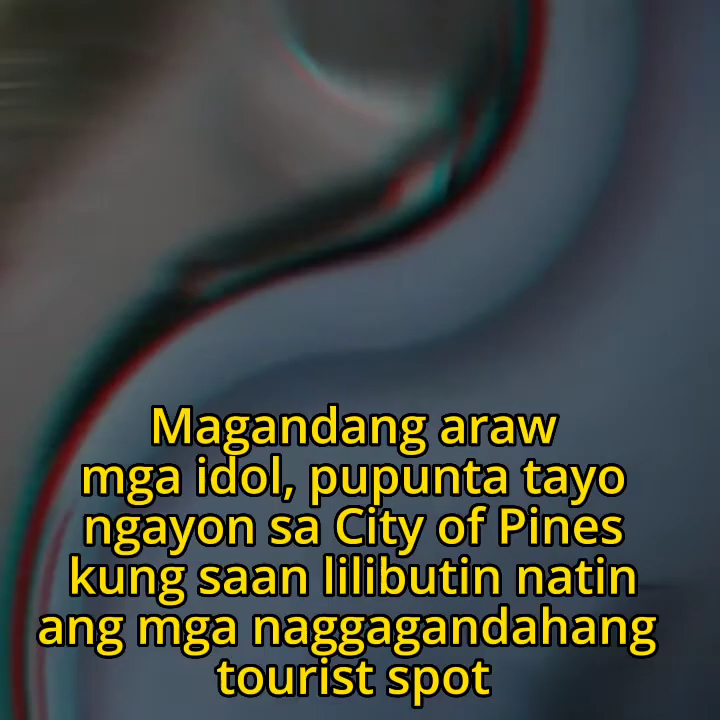 Magandang araw
mga idol, pupunta tayo
ngayon sa City of Pines
kung saan lilibutin natin
ang mga naggagandahang
tourist spot